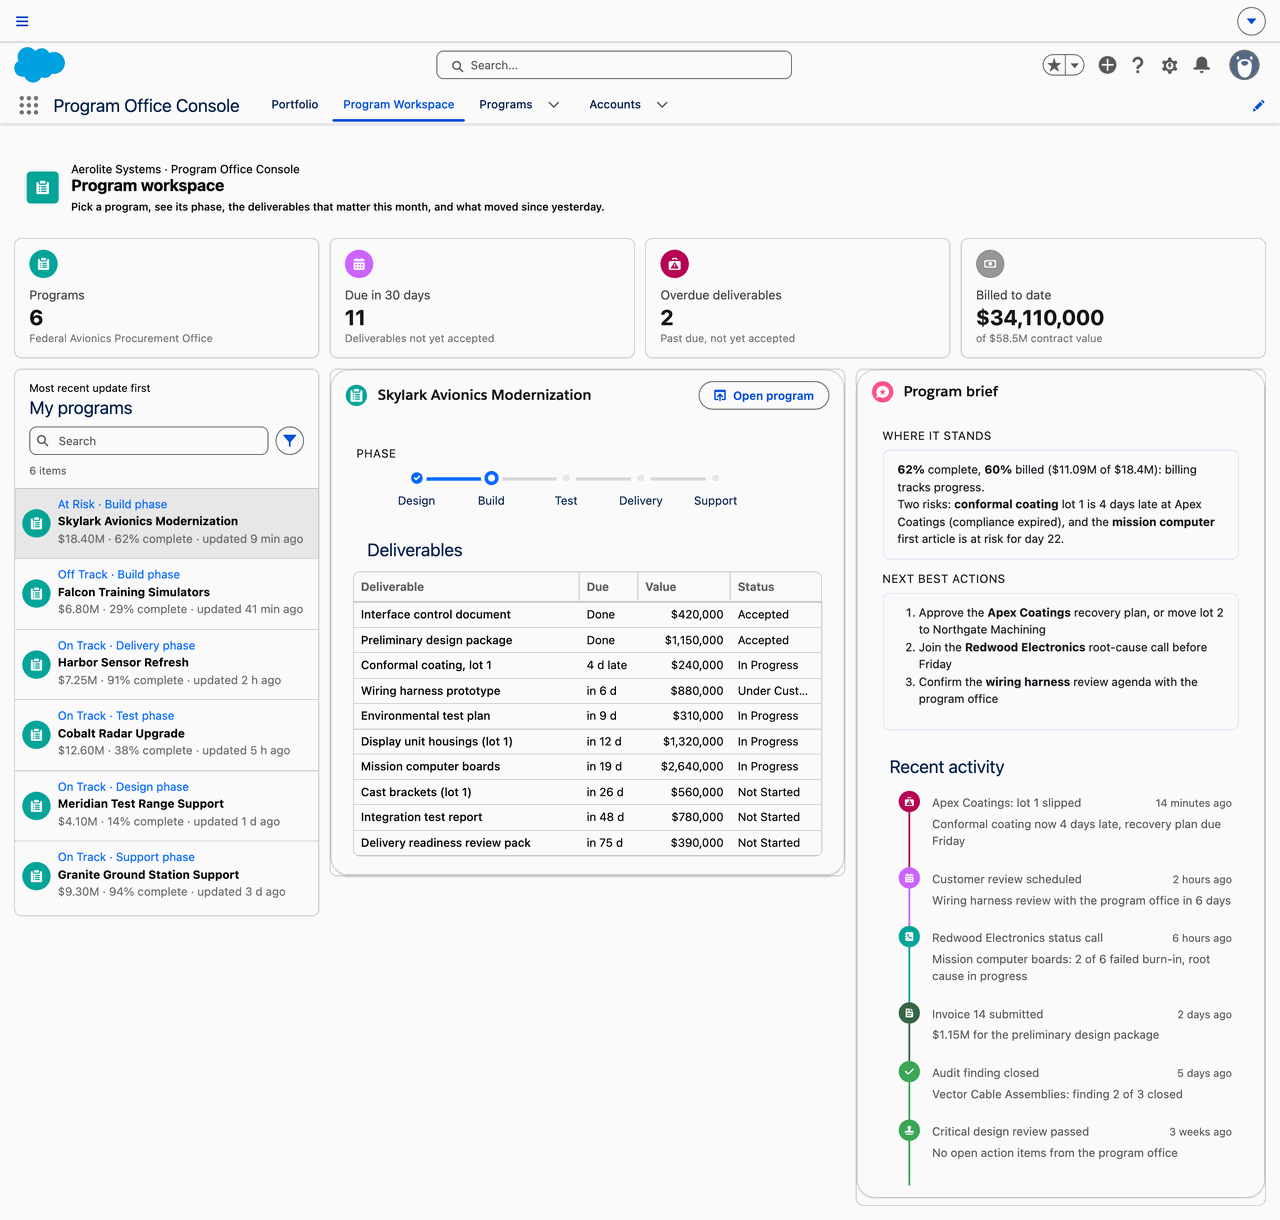 Search...
Program Office Console
Portfolio
Program Workspace
Programs
Accounts
Aerolite Systems · Program Office Console
Program workspace
Pick a program, see its phase, the deliverables that matter this month, and what moved since yesterday.
Programs
6
Federal Avionics Procurement Office
Due in 30 days
11
Deliverables not yet accepted
Overdue deliverables
2
Past due, not yet accepted
Billed to date
$34,110,000
of $58.5M contract value
Most recent update first
My programs
Search
6 items
At Risk · Build phase
Skylark Avionics Modernization
$18.40M · 62% complete · updated 9 min ago
Off Track · Build phase
Falcon Training Simulators
$6.80M · 29% complete · updated 41 min ago
On Track · Delivery phase
Harbor Sensor Refresh
$7.25M · 91% complete · updated 2 h ago
On Track · Test phase
Cobalt Radar Upgrade
$12.60M · 38% complete · updated 5 h ago
On Track · Design phase
Meridian Test Range Support
$4.10M · 14% complete · updated 1 d ago
On Track · Support phase
Granite Ground Station Support
$9.30M · 94% complete · updated 3 d ago
Skylark Avionics Modernization
Open program
PHASE
Design Build Test Delivery Support
Deliverables
Deliverable Due Value Status
Interface control document Done $420,000 Accepted
Preliminary design package Done $1,150,000 Accepted
Conformal coating, lot 1 4 d late $240,000 In Progress
Wiring harness prototype in 6 d $880,000 Under Cust...
Environmental test plan in 9 d $310,000 In Progress
Display unit housings (lot 1) in 12 d $1,320,000 In Progress
Mission computer boards in 19 d $2,640,000 In Progress
Cast brackets (lot 1) in 26 d $560,000 Not Started
Integration test report in 48 d $780,000 Not Started
Delivery readiness review pack in 75 d $390,000 Not Started
Program brief
WHERE IT STANDS
62% complete, 60% billed ($11.09M of $18.4M): billing
tracks progress.
Two risks: conformal coating lot 1 is 4 days late at Apex
Coatings (compliance expired), and the mission computer
first article is at risk for day 22.
NEXT BEST ACTIONS
1. Approve the Apex Coatings recovery plan, or move lot 2
to Northgate Machining
2. Join the Redwood Electronics root-cause call before
Friday
3. Confirm the wiring harness review agenda with the
program office
Recent activity
Apex Coatings: lot 1 slipped 14 minutes ago
Conformal coating now 4 days late, recovery plan due
Friday
Customer review scheduled 2 hours ago
Wiring harness review with the program office in 6 days
Redwood Electronics status call 6 hours ago
Mission computer boards: 2 of 6 failed burn-in, root
cause in progress
Invoice 14 submitted 2 days ago
$1.15M for the preliminary design package
Audit finding closed 5 days ago
Vector Cable Assemblies: finding 2 of 3 closed
Critical design review passed 3 weeks ago
No open action items from the program office